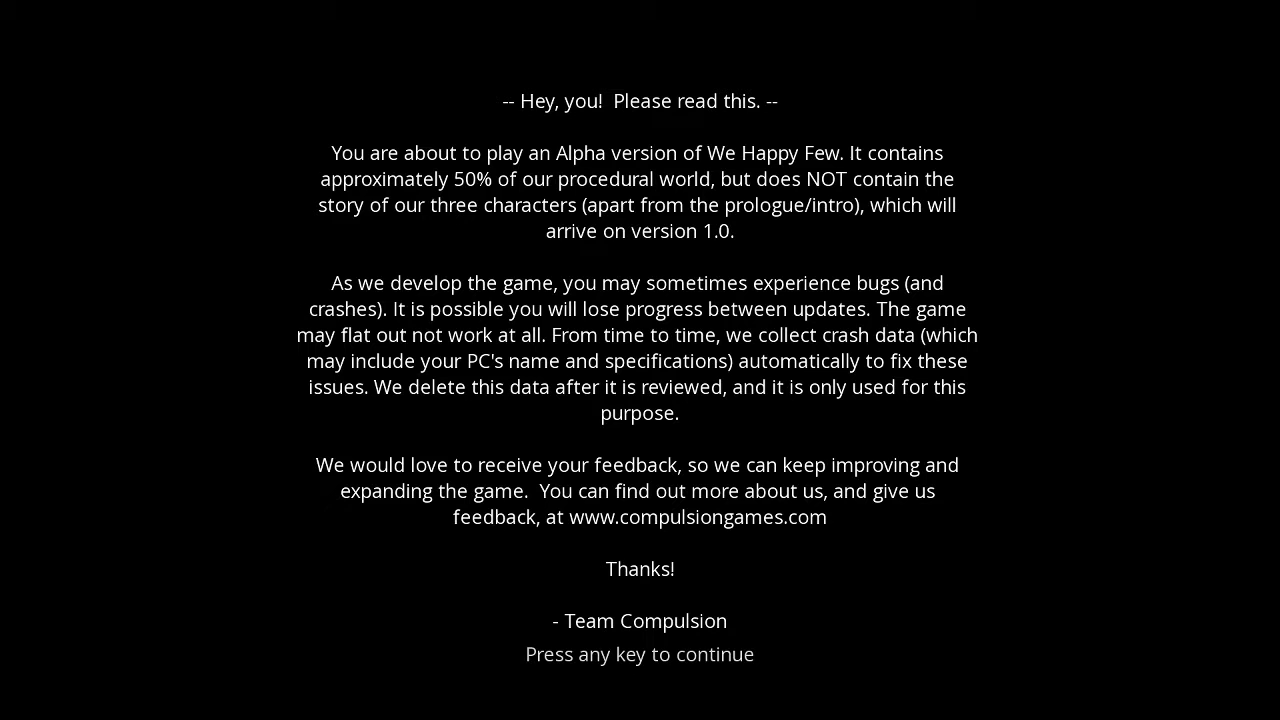 -- Hey, you!  Please read this. --
You are about to play an Alpha version of We Happy Few. It contains
approximately 50% of our procedural world, but does NOT contain the
story of our three characters (apart from the prologue/intro), which will
arrive on version 1.0.
As we develop the game, you may sometimes experience bugs (and
crashes). It is possible you will lose progress between updates. The game
may flat out not work at all. From time to time, we collect crash data (which
may include your PC's name and specifications) automatically to fix these
issues. We delete this data after it is reviewed, and it is only used for this
purpose.
We would love to receive your feedback, so we can keep improving and
expanding the game.  You can find out more about us, and give us
feedback, at www.compulsiongames.com
Thanks!
- Team Compulsion
Press any key to continue